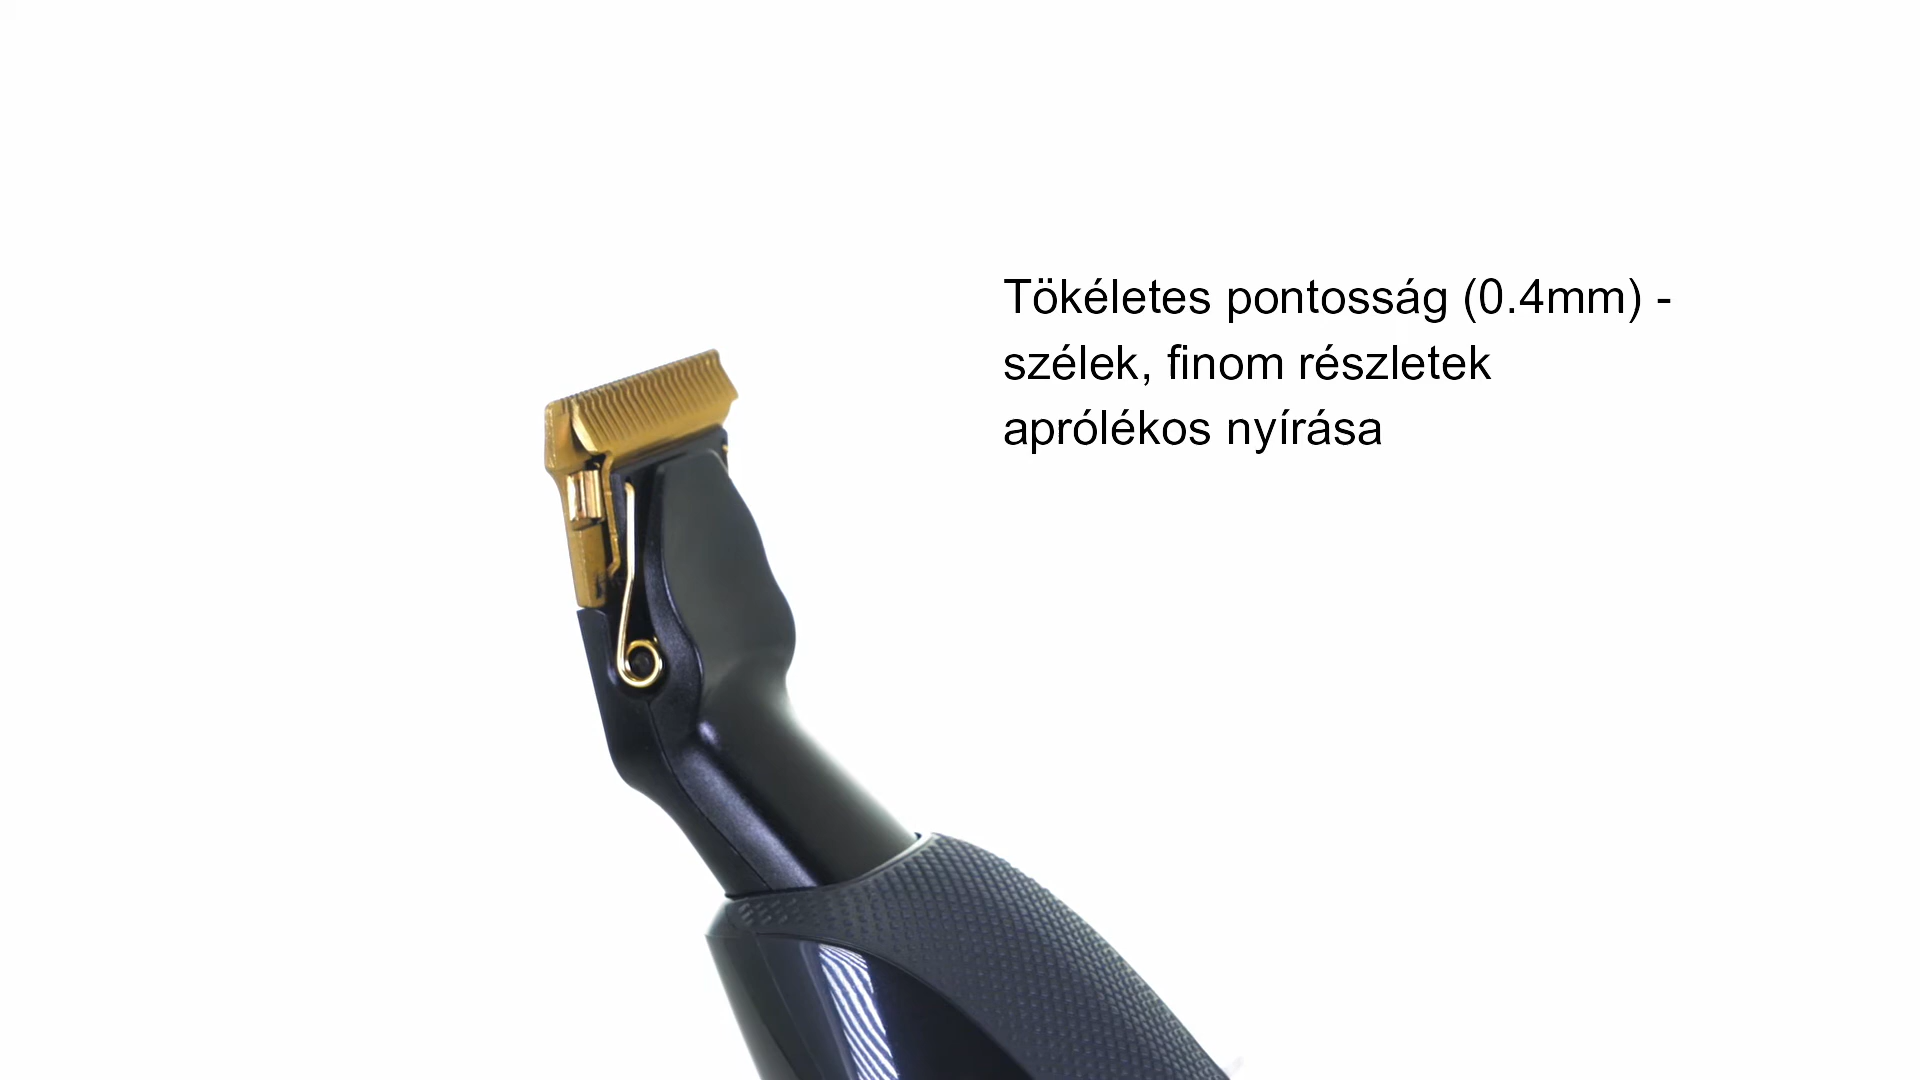 Tökéletes pontosság (0.4mm) -
szélek, finom részletek
aprólékos nyírása